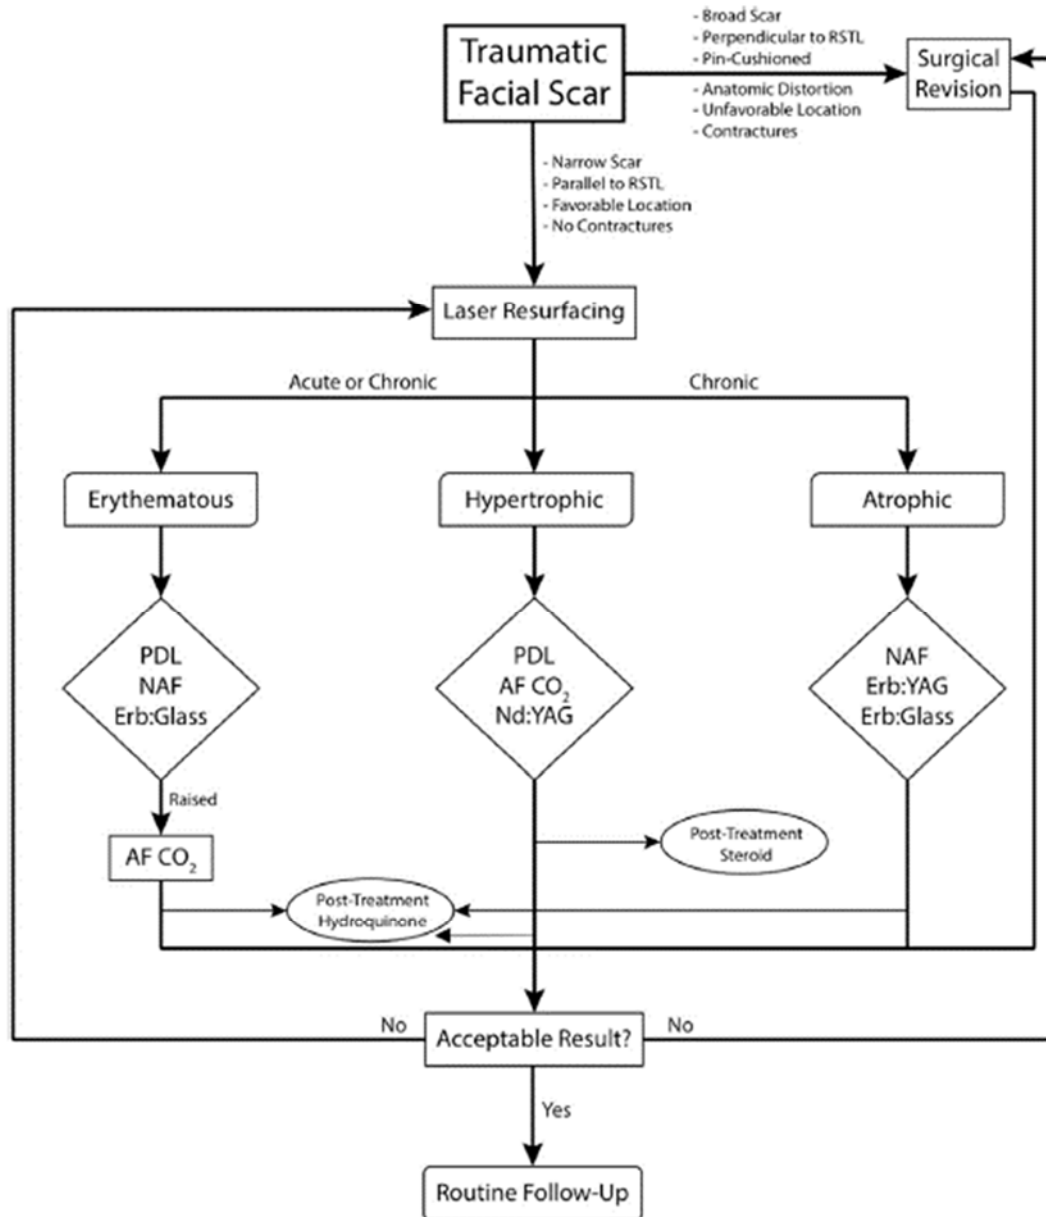 Traumatic
Facial Scar
- Broad Scar
- Perpendicular to RSTL
- Pin-Cushioned
- Anatomic Distortion
- Unfavorable Location
- Contractures
Surgical
Revision
- Narrow Scar
- Parallel to RSTL
- Favorable Location
- No Contractures
Laser Resurfacing
Acute or Chronic
Chronic
Erythematous
Hypertrophic
Atrophic
PDL
NAF
Erb:Glass
PDL
AF CO₂
Nd:YAG
NAF
Erb:YAG
Erb:Glass
Raised
AF CO₂
Post-Treatment
Steroid
Post-Treatment
Hydroquinone
No
Acceptable Result?
No
Yes
Routine Follow-Up